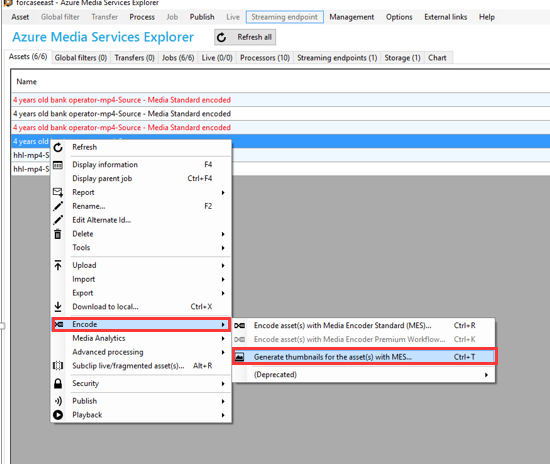 forcaseeast - Azure Media Services Explorer
Asset Global filter Transfer Process Job Publish Live Streaming endpoint Management Options External links Help
Azure Media Services Explorer Refresh all
Assets (6/6) Global filters (0) Transfers (0) Jobs (6/6) Live (0/0) Processors (10) Streaming endpoints (1) Storage (1) Chart
Name
4 years old bank operator-mp4-Source - Media Standard encoded
4 years old bank operator-mp4-Source - Media Standard encoded
4 years old bank operator-mp4-Source - Media Standard encoded
4 years old bank operator-mp4-Source - Media Standard encoded
hhl-mp4-S
hhl-mp4-S
Refresh
Display information F4
Display parent job Ctrl+F4
Report
Rename... F2
Edit Alternate Id...
Delete
Tools
Upload
Import
Export
Download to local... Ctrl+X
Encode
Encode asset(s) with Media Encoder Standard (MES)... Ctrl+R
Media Analytics
Encode asset(s) with Media Encoder Premium Workflow... Ctrl+K
Advanced processing
Generate thumbnails for the asset(s) with MES... Ctrl+T
Subclip live/fragmented asset(s)... Alt+R
(Deprecated)
Security
Publish
Playback